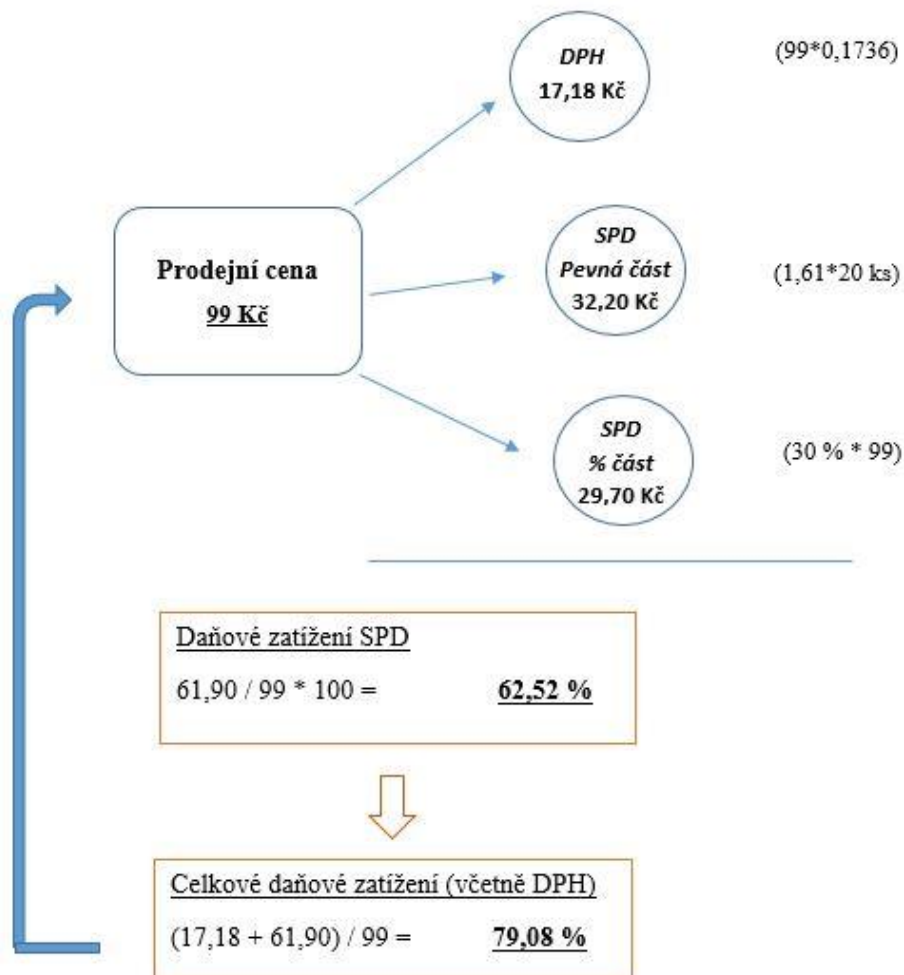 DPH
17,18 Kč
(99*0,1736)
Prodejní cena
99 Kč
SPD
Pevná část
32,20 Kč
(1,61*20 ks)
SPD
% část
29,70 Kč
(30 % * 99)
Daňové zatížení SPD
61,90 / 99 * 100 = 62,52 %
Celkové daňové zatížení (včetně DPH)
(17,18 + 61,90) / 99 = 79,08 %